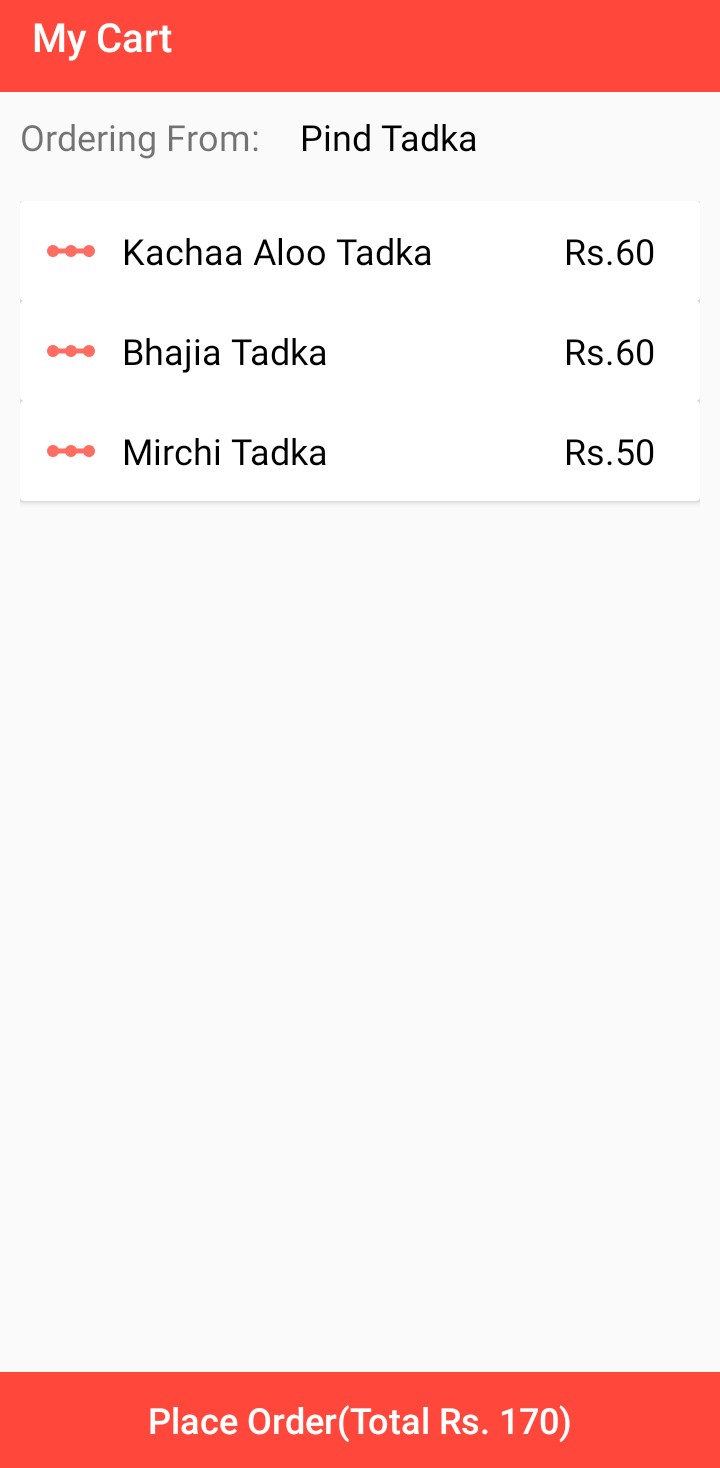 My Cart
Ordering From: Pind Tadka
Kachaa Aloo Tadka Rs.60
Bhajia Tadka Rs.60
Mirchi Tadka Rs.50
Place Order(Total Rs. 170)